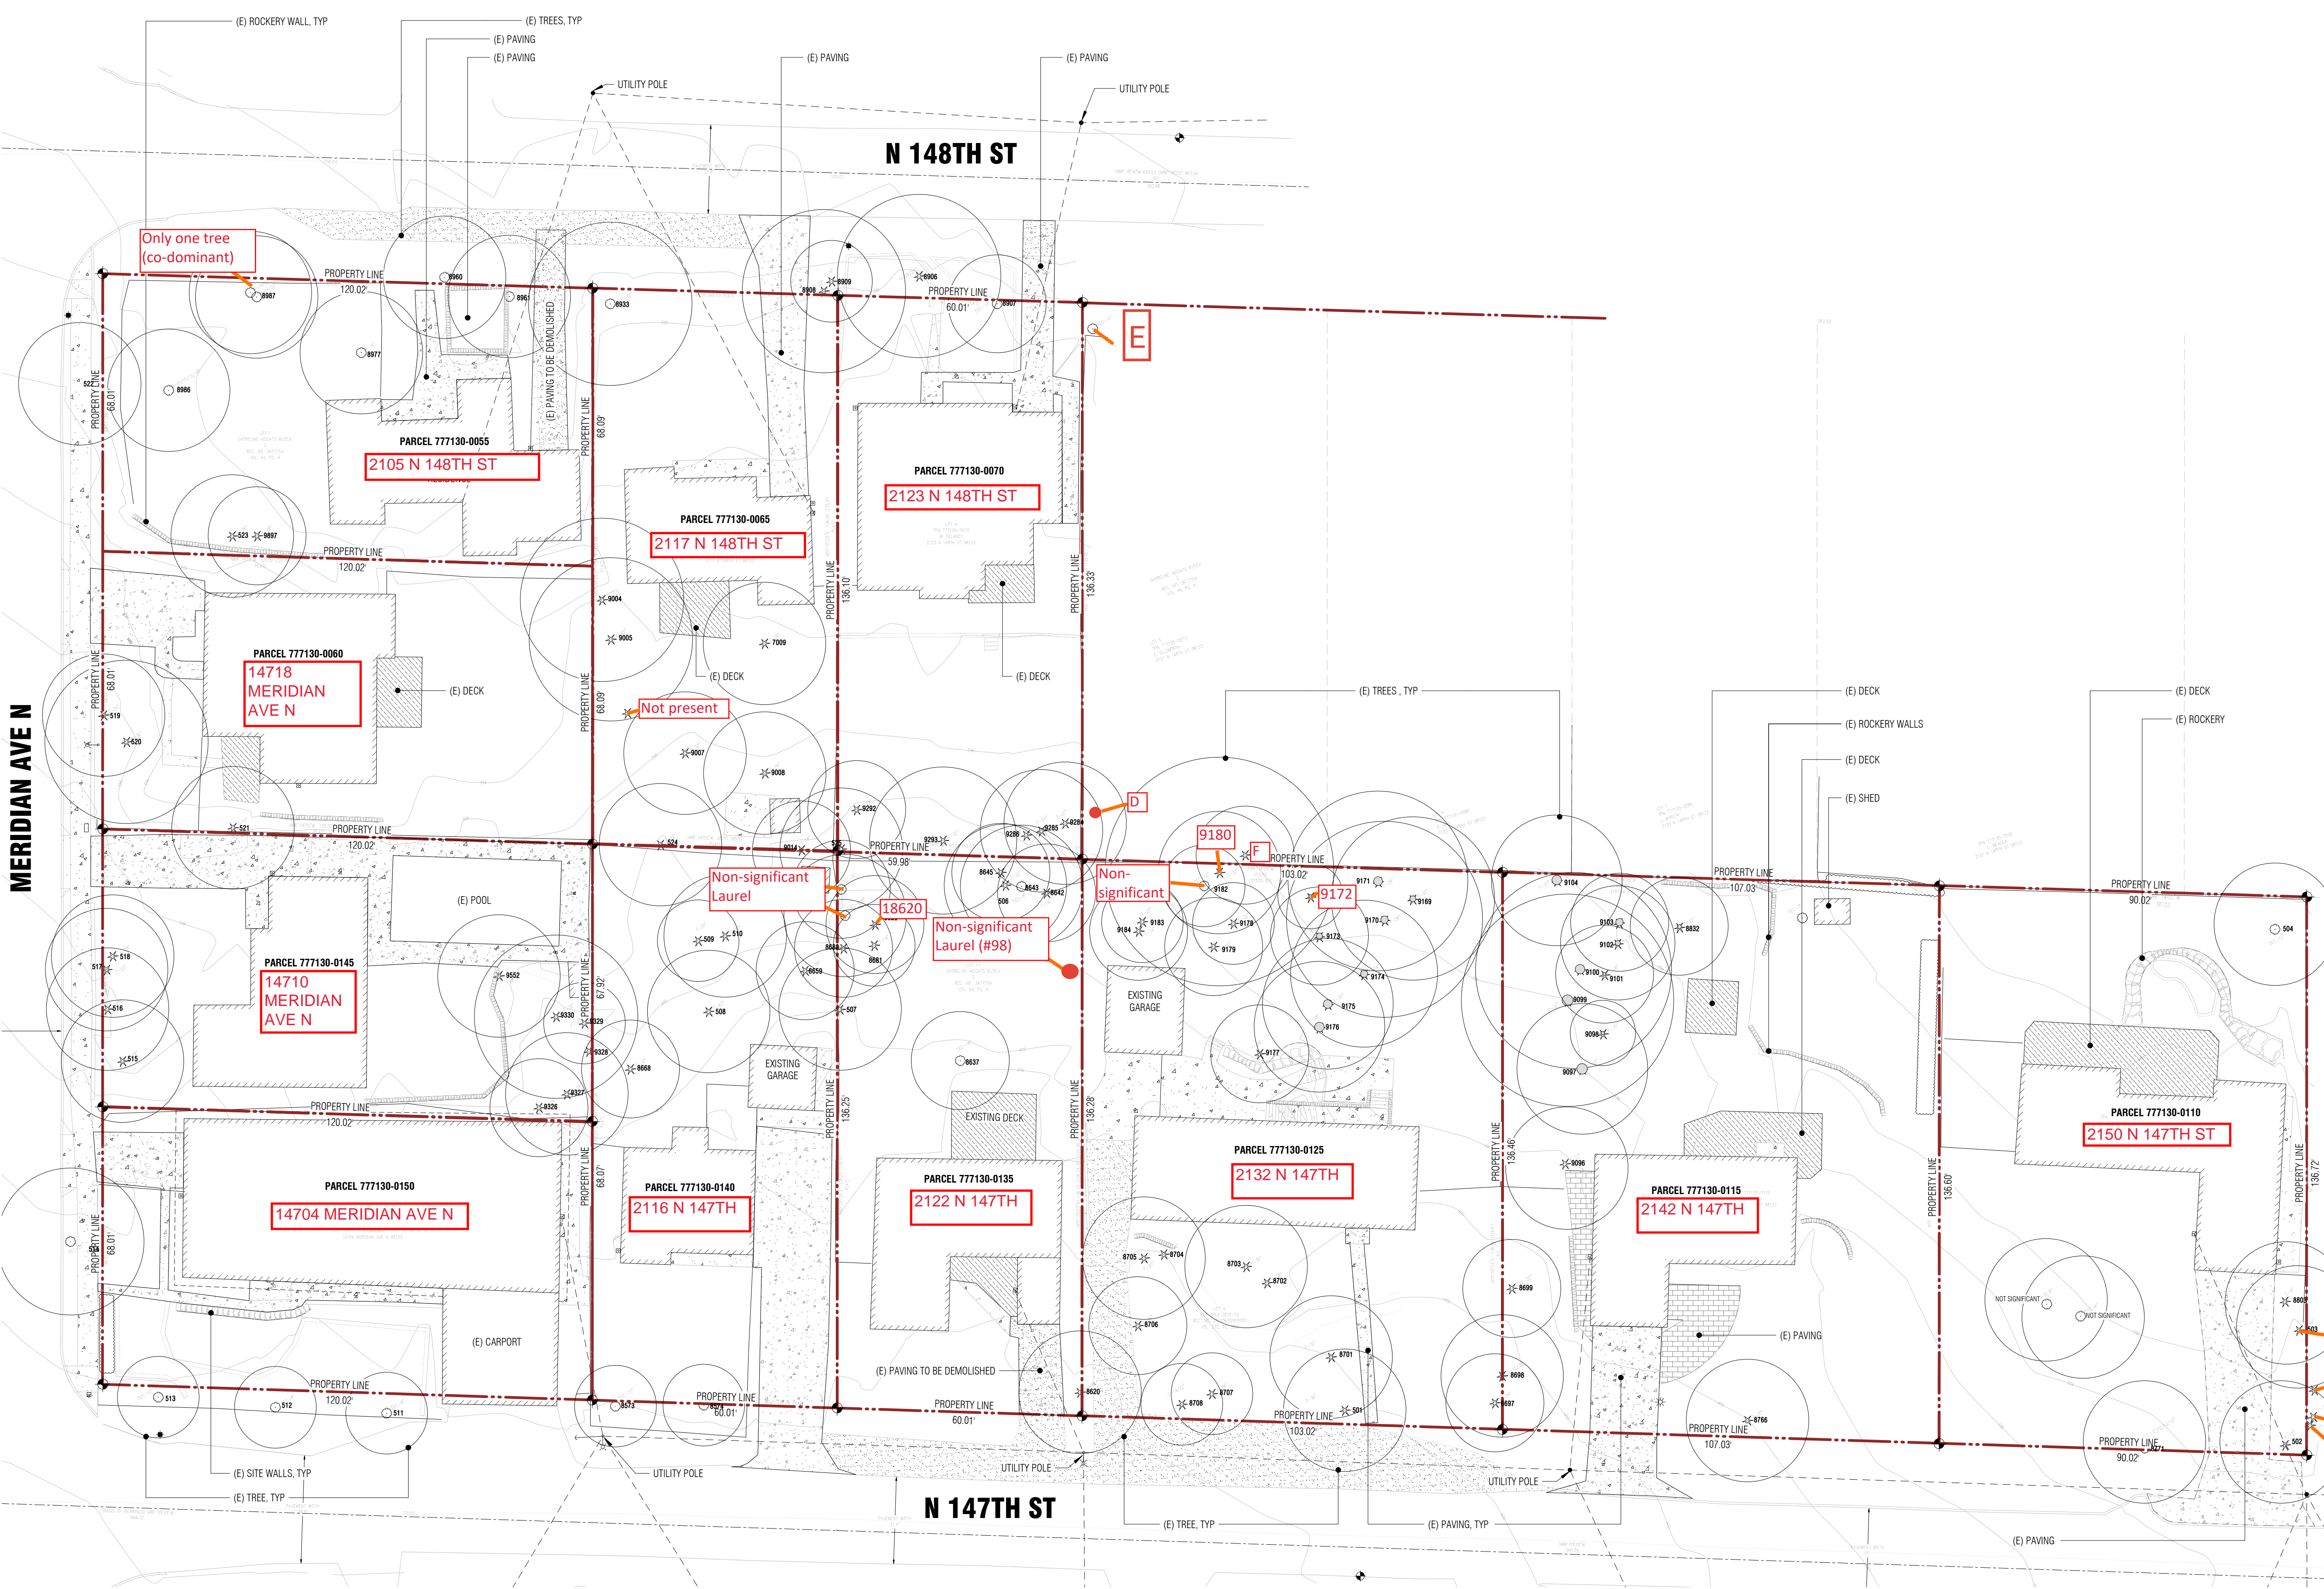 (E) ROCKERY WALL, TYP
(E) TREES, TYP
(E) PAVING
(E) PAVING
(E) PAVING
(E) PAVING
UTILITY POLE
UTILITY POLE
N 148TH ST
Only one tree
(co-dominant)
8987
PROPERTY LINE
120.02'
8960
8961
8933
8908
8909
8906
PROPERTY LINE
60.01'
8907
E
8977
522
8986
PROPERTY LINE
68.01'
(E) PAVING TO BE DEMOLISHED
PROPERTY LINE
68.09'
PARCEL 777130-0055
2105 N 148TH ST
PARCEL 777130-0065
2117 N 148TH ST
PARCEL 777130-0070
2123 N 148TH ST
523
9897
PROPERTY LINE
120.02'
PROPERTY LINE
136.10'
PROPERTY LINE
136.33'
9004
9005
7009
PARCEL 777130-0060
14718
MERIDIAN
AVE N
(E) DECK
(E) DECK
(E) DECK
PROPERTY LINE
68.01'
519
520
PROPERTY LINE
68.09'
Not present
9007
9008
(E) TREES , TYP
(E) DECK
(E) ROCKERY WALLS
(E) DECK
(E) SHED
(E) DECK
(E) ROCKERY
MERIDIAN AVE N
521
PROPERTY LINE
120.02'
524
9014
9292
9293
PROPERTY LINE
59.98'
9286
9285
9284
D
9180
F
ROPERTY LINE
103.02'
PROPERTY LINE
107.03'
PROPERTY LINE
90.02'
(E) POOL
Non-significant
Laurel
18620
8645
506
8643
8642
Non-
significant
9182
9171
9172
9169
9170
9104
9103
9102
8832
504
518
517
516
515
PARCEL 777130-0145
14710
MERIDIAN
AVE N
9552
9330
9329
9328
9327
9326
PROPERTY LINE
67.92'
509
510
508
8659
8681
507
8668
Non-significant
Laurel (#98)
9183
9184
9178
9179
9173
9174
9175
9176
9177
9100
9101
9099
9098
9097
EXISTING
GARAGE
EXISTING
GARAGE
8637
EXISTING DECK
PROPERTY LINE
120.02'
PROPERTY LINE
136.25'
PROPERTY LINE
136.28'
PROPERTY LINE
136.46'
PROPERTY LINE
136.60'
PROPERTY LINE
136.72'
PARCEL 777130-0150
14704 MERIDIAN AVE N
PROPERTY LINE
68.01'
PROPERTY LINE
68.07'
PARCEL 777130-0140
2116 N 147TH
PARCEL 777130-0135
2122 N 147TH
PARCEL 777130-0125
2132 N 147TH
9096
PARCEL 777130-0115
2142 N 147TH
PARCEL 777130-0110
2150 N 147TH ST
8705
8704
8703
8702
8699
8706
NOT SIGNIFICANT
NOT SIGNIFICANT
503
(E) CARPORT
(E) PAVING TO BE DEMOLISHED
8701
(E) PAVING
8698
8697
513
512
511
PROPERTY LINE
120.02'
8573
PROPERTY LINE
60.01'
PROPERTY LINE
60.01'
8620
8708
8707
501
PROPERTY LINE
103.02'
8766
PROPERTY LINE
107.03'
PROPERTY LINE
90.02'
502
(E) SITE WALLS, TYP
(E) TREE, TYP
UTILITY POLE
UTILITY POLE
UTILITY POLE
N 147TH ST
(E) TREE, TYP
(E) PAVING, TYP
(E) PAVING